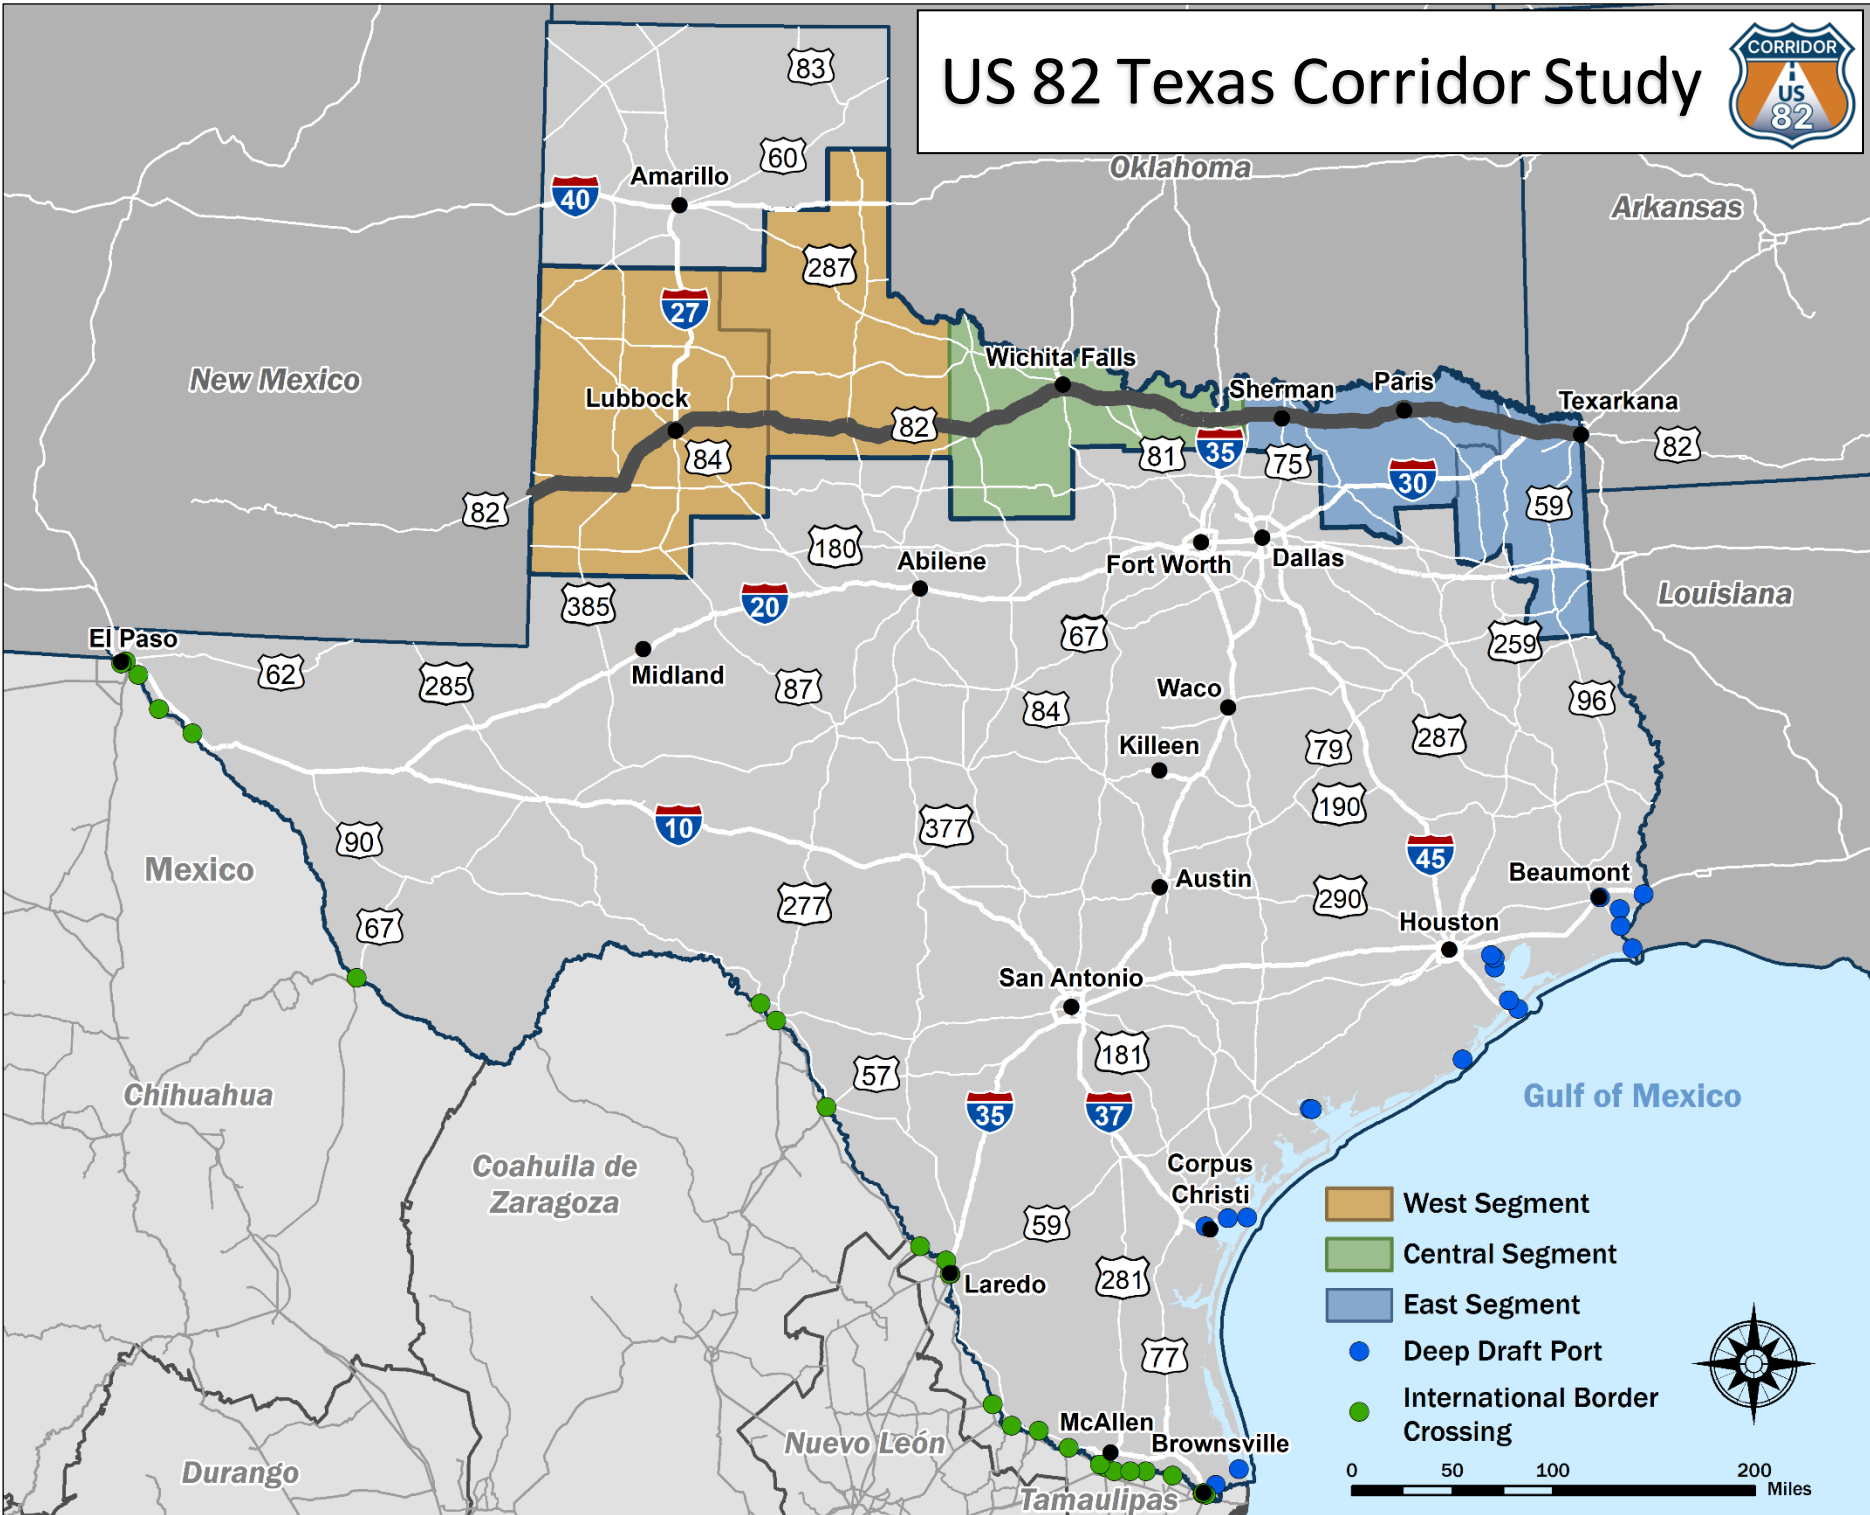 US 82 Texas Corridor Study
CORRIDOR
US
82
83
60
Oklahoma
Amarillo
40
Arkansas
287
27
New Mexico
Wichita Falls
Lubbock
Sherman
Paris
Texarkana
82
84
81
35
75
82
30
82
59
180
Abilene
Fort Worth
Dallas
385
20
Louisiana
El Paso
67
259
62
285
Midland
87
Waco
96
84
Killeen
79
287
190
90
10
377
45
Mexico
Beaumont
Austin
277
290
67
Houston
San Antonio
181
57
Chihuahua
35
37
Gulf of Mexico
Coahuila de
Zaragoza
Corpus
Christi
59
Laredo
281
77
McAllen
Brownsville
Nuevo León
Durango
Tamaulipas
West Segment
Central Segment
East Segment
Deep Draft Port
International Border
Crossing
0 50 100 200
Miles